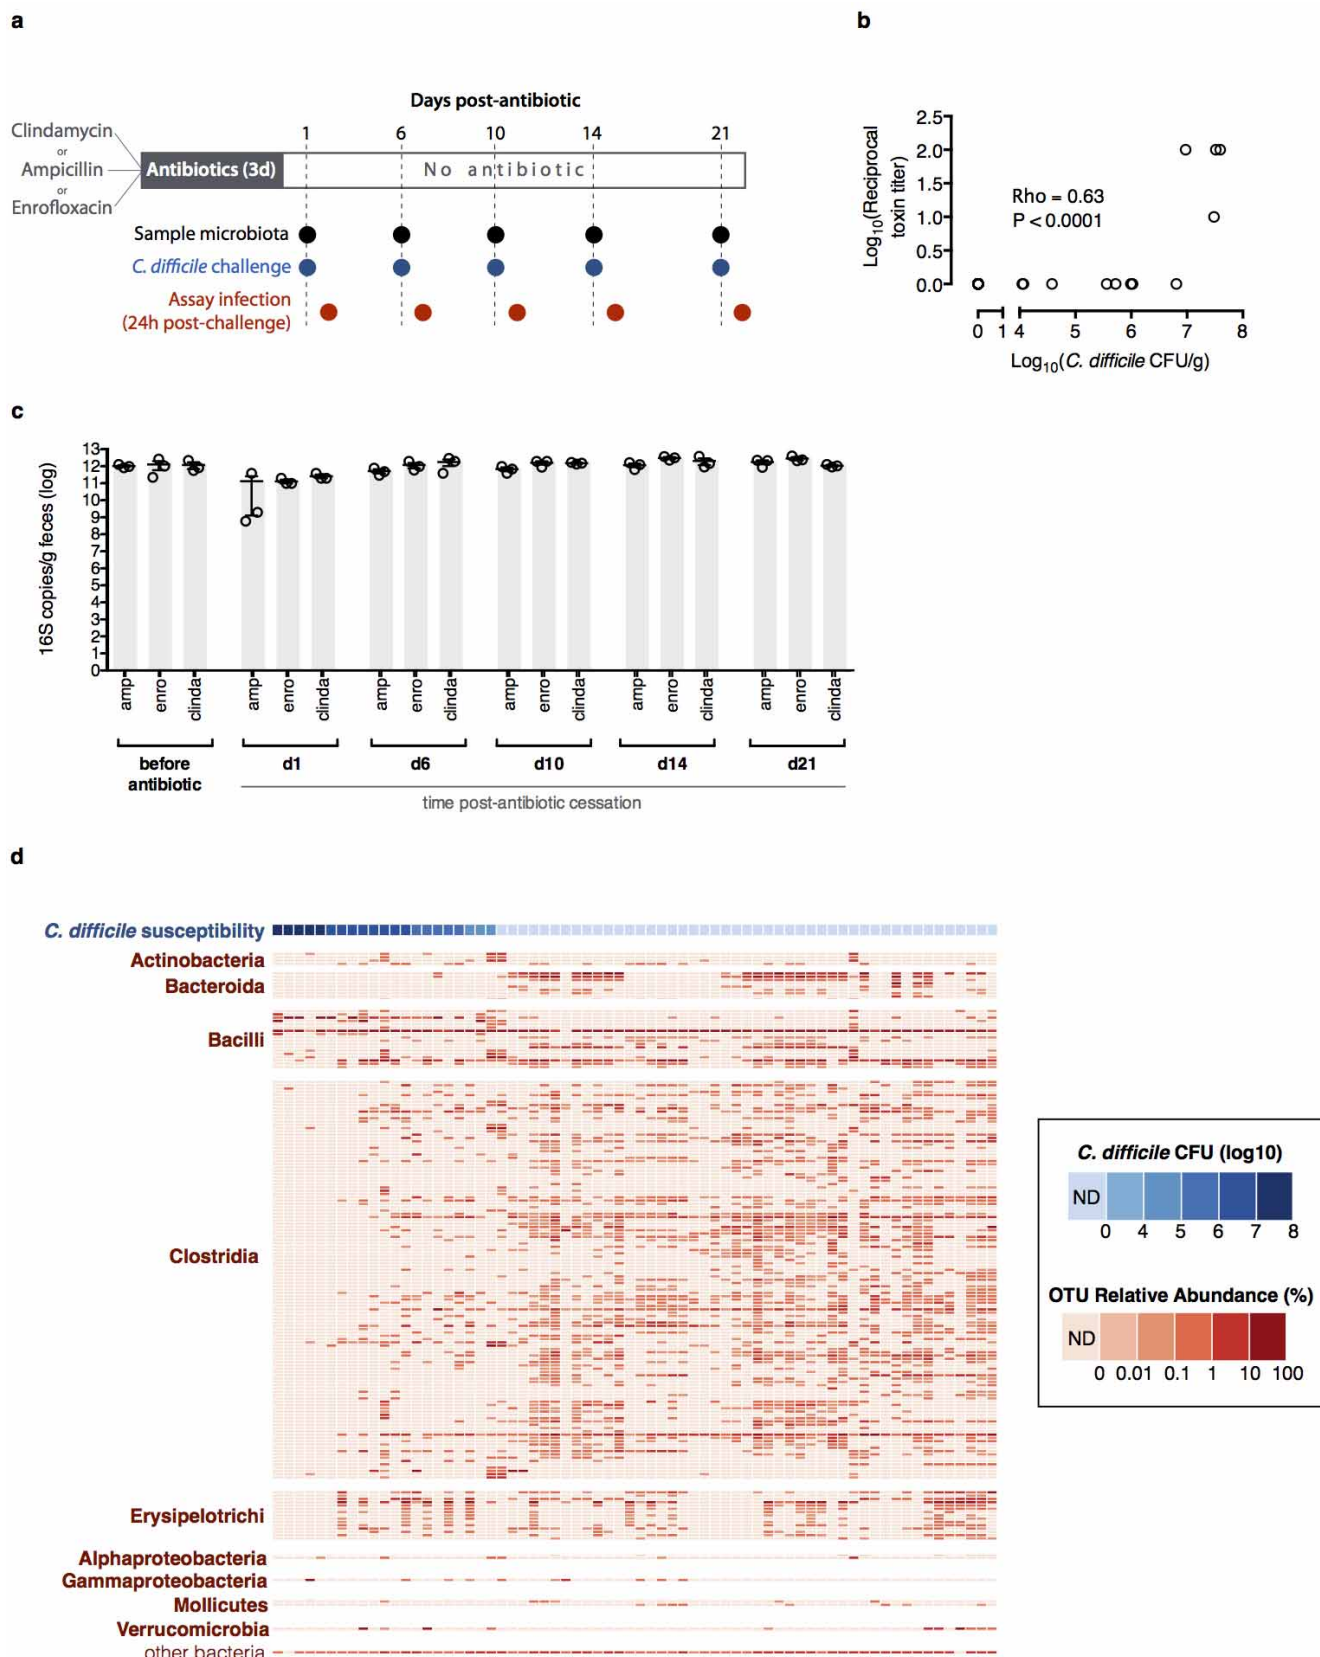 a
Days post-antibiotic
Clindamycin
or
Ampicillin
or
Enrofloxacin
Antibiotics (3d)
1 6 10 14 21
No antibiotic
Sample microbiota
C. difficile challenge
Assay infection
(24h post-challenge)
b
Log10(Reciprocal
toxin titer)
2.5
2.0
1.5
1.0
0.5
0.0
Rho = 0.63
P < 0.0001
0 1 4 5 6 7 8
Log10(C. difficile CFU/g)
c
16S copies/g feces (log)
13
12
11
10
9
8
7
6
5
4
3
2
1
0
amp enro clinda amp enro clinda amp enro clinda amp enro clinda amp enro clinda amp enro clinda
before
antibiotic
d1 d6 d10 d14 d21
time post-antibiotic cessation
d
C. difficile susceptibility
Actinobacteria
Bacteroida
Bacilli
Clostridia
Erysipelotrichi
Alphaproteobacteria
Gammaproteobacteria
Mollicutes
Verrucomicrobia
other bacteria
C. difficile CFU (log10)
ND
0 4 5 6 7 8
OTU Relative Abundance (%)
ND
0 0.01 0.1 1 10 100